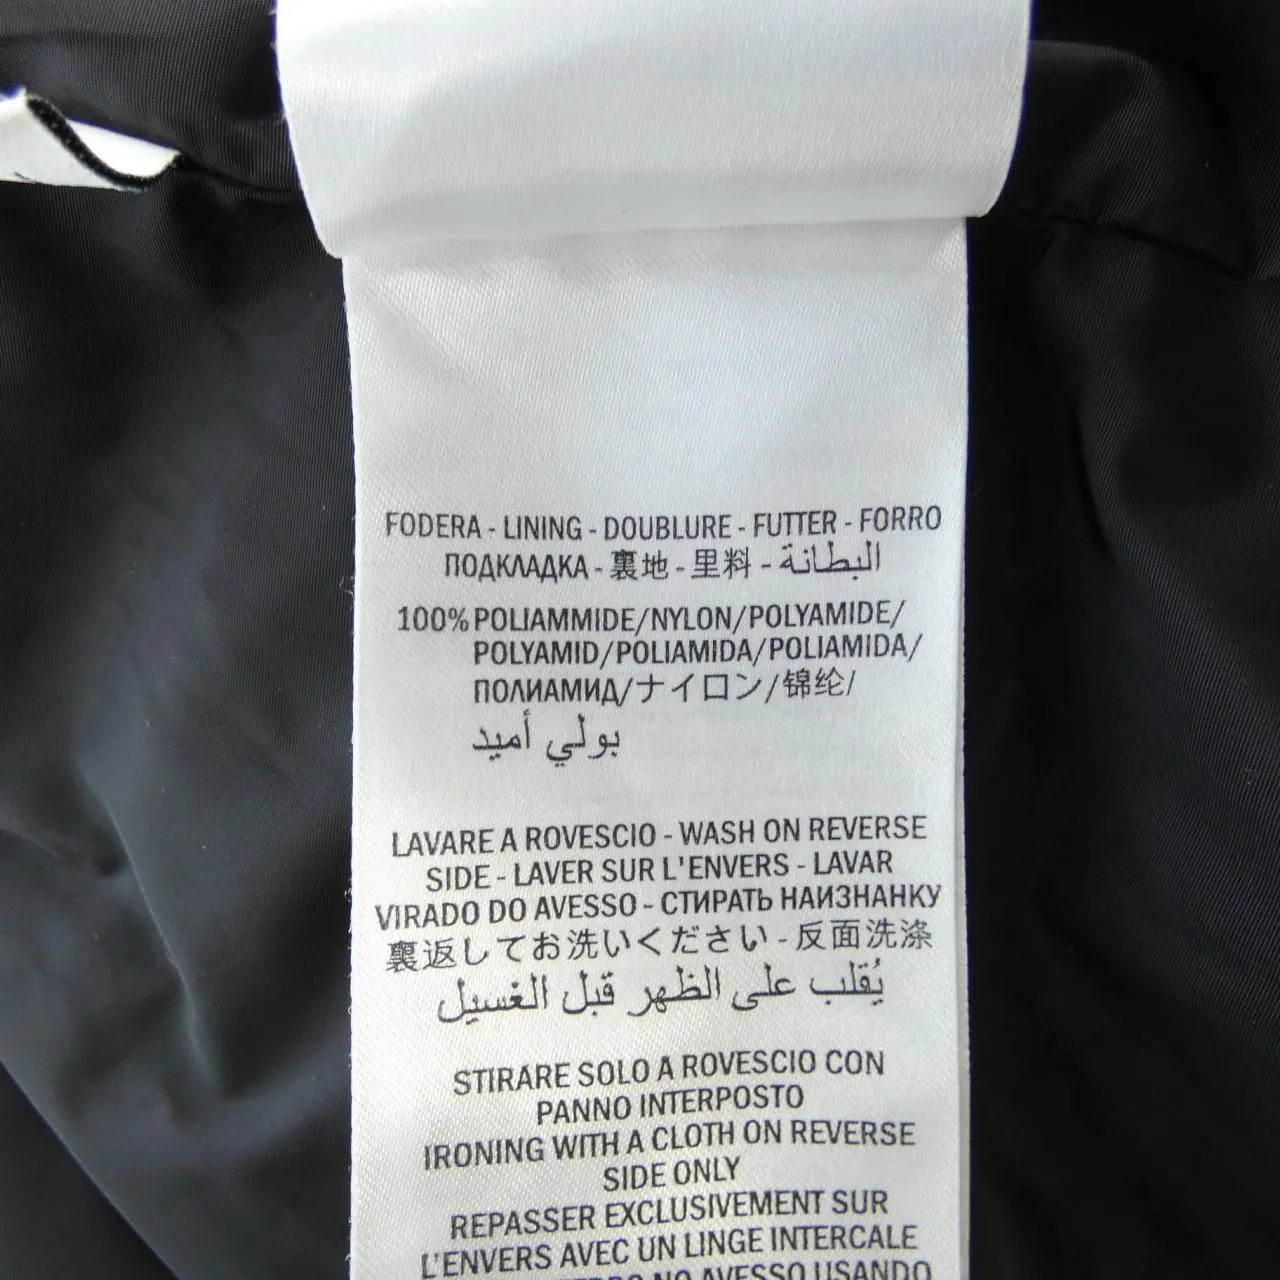 FODERA - LINING - DOUBLURE - FUTTER - FORRO
ПОДКЛАДКА - 裏地 - 里料 - البطانة
100% POLIAMMIDE/NYLON/POLYAMIDE/
POLYAMID/POLIAMIDA/POLIAMIDA/
ПОЛИАМИД/ナイロン/锦纶/
بولي أميد
LAVARE A ROVESCIO - WASH ON REVERSE
SIDE - LAVER SUR L'ENVERS - LAVAR
VIRADO DO AVESSO - СТИРАТЬ НАИЗНАНКУ
裏返してお洗いください - 反面洗涤
يُقلب على الظهر قبل الغسيل
STIRARE SOLO A ROVESCIO CON
PANNO INTERPOSTO
IRONING WITH A CLOTH ON REVERSE
SIDE ONLY
REPASSER EXCLUSIVEMENT SUR
L'ENVERS AVEC UN LINGE INTERCALE
FERRO NO AVESSO USANDO